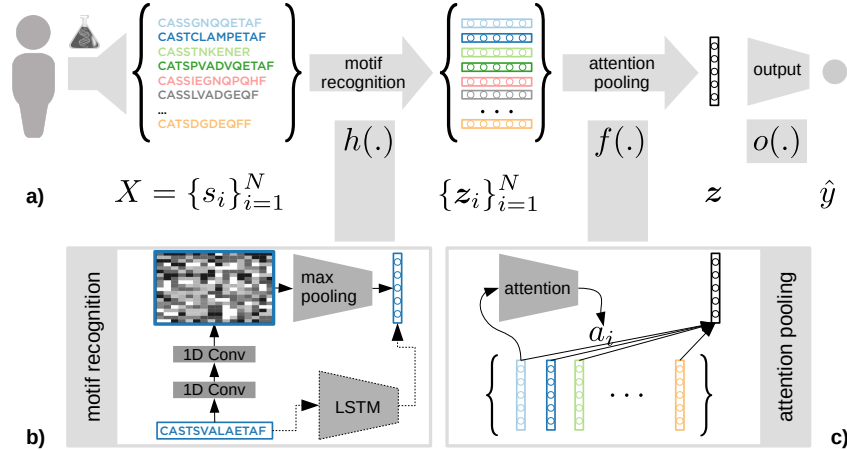 CASSGNQQETAF
CASTCLAMPETAF
CASSTNKENER
CATSPVADVQETAF
CASSIEGNQPQHF
CASSLVADGEQF
...
CATSDGDEQFF
motif
recognition
. . .
attention
pooling
output
h(.)
f(.)
o(.)
a)
X = {s_i}_{i=1}^N
{z_i}_{i=1}^N
z
ŷ
motif recognition
max
pooling
1D Conv
1D Conv
LSTM
CASTSVALAETAF
b)
attention
a_i
. . .
attention pooling
c)